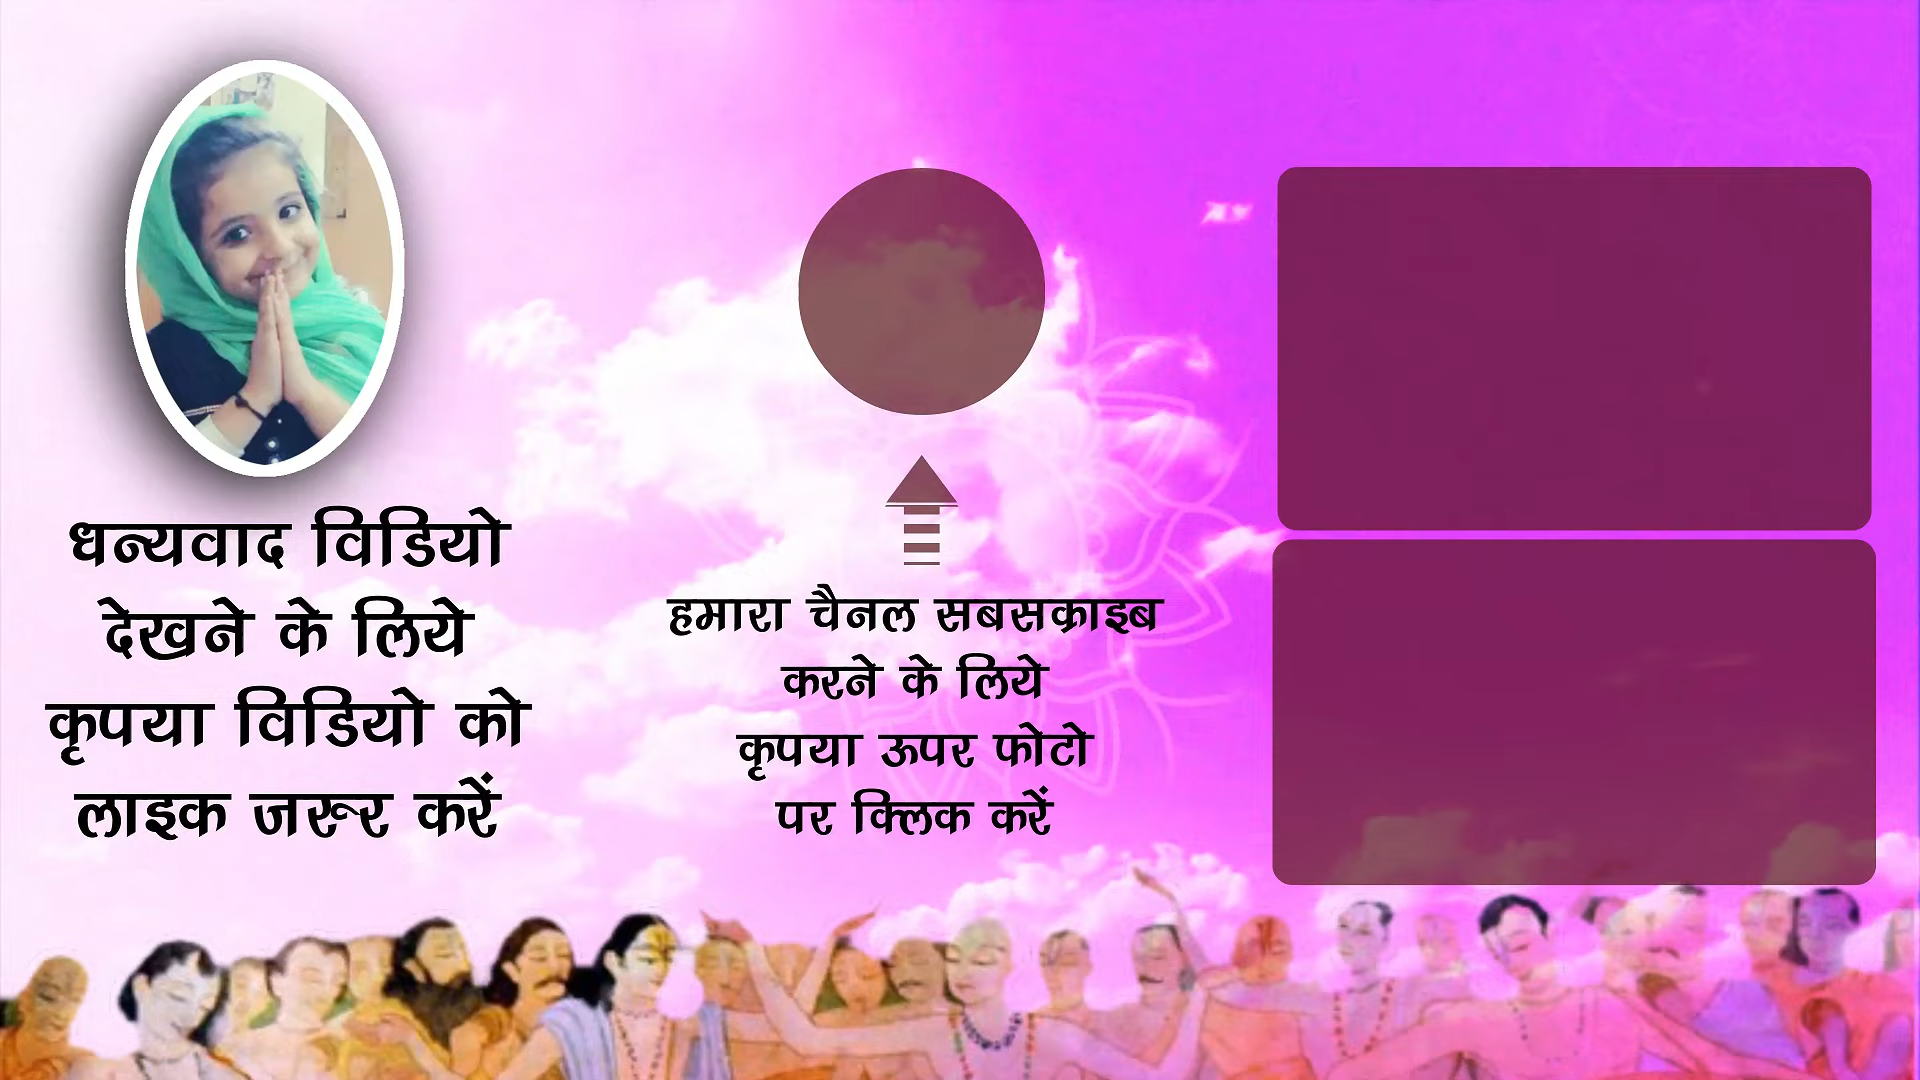 धन्यवाद विडियो
देखने के लिये
कृपया विडियो को
लाइक जरूर करें
हमारा चैनल सबसक्राइब
करने के लिये
कृपया ऊपर फोटो
पर क्लिक करें